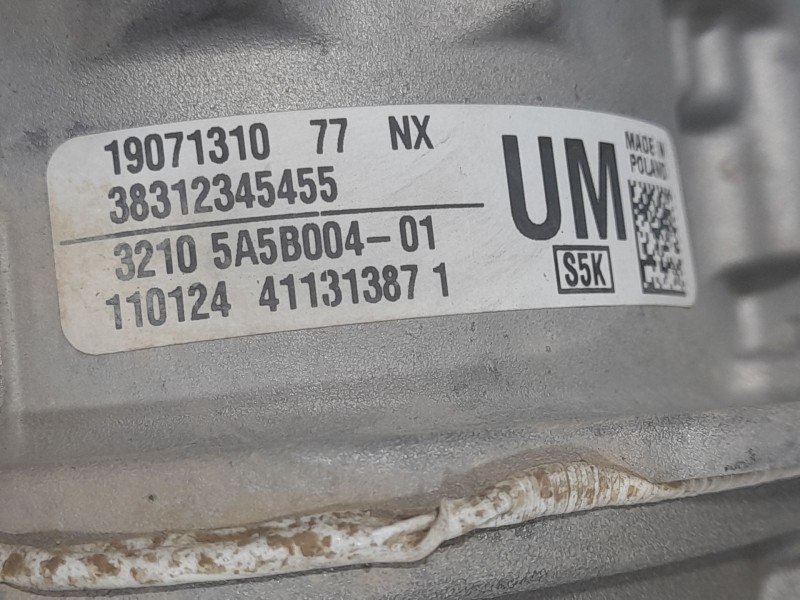 19071310 77 NX
38312345455
3210 5A5B004-01
110124 41131387 1
UM
S5K
MADE IN
POLAND